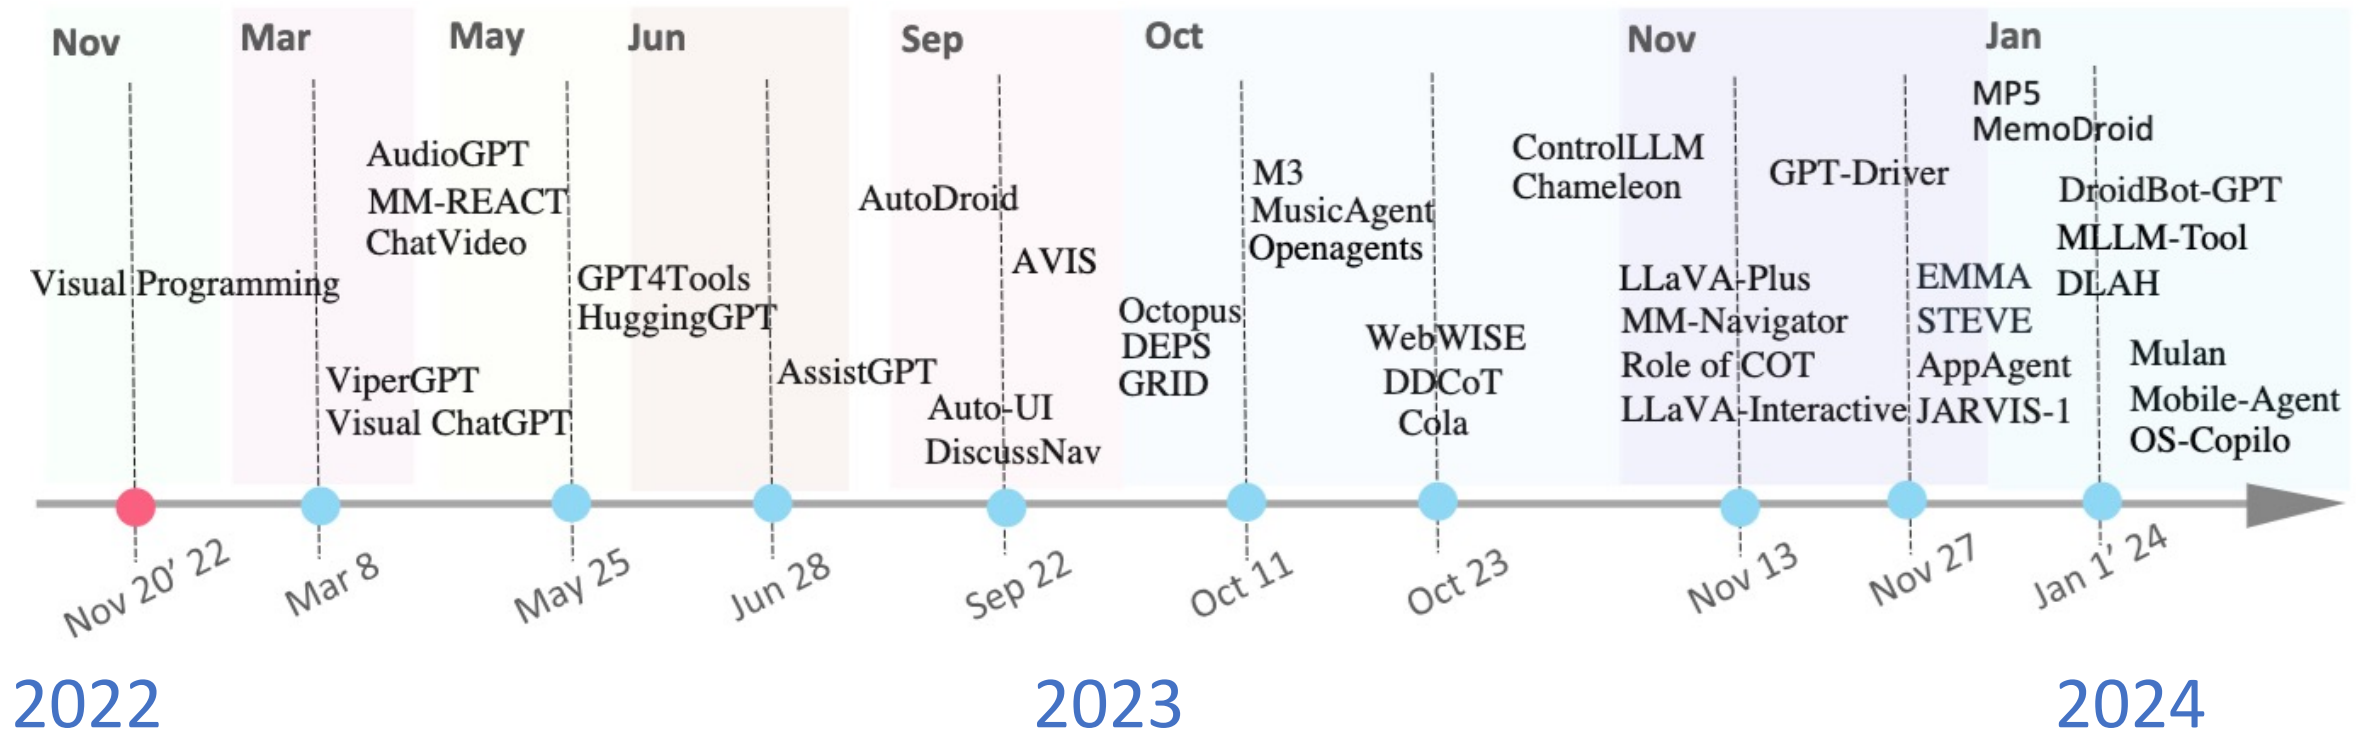 Nov
Mar
May
Jun
Sep
Oct
Nov
Jan
Visual Programming
ViperGPT
Visual ChatGPT
AudioGPT
MM-REACT
ChatVideo
GPT4Tools
HuggingGPT
AssistGPT
AutoDroid
AVIS
Auto-UI
DiscussNav
Octopus
DEPS
GRID
M3
MusicAgent
Openagents
WebWISE
DDCoT
Cola
ControlLLM
Chameleon
LLaVA-Plus
MM-Navigator
Role of COT
LLaVA-Interactive
GPT-Driver
EMMA
STEVE
AppAgent
JARVIS-1
MP5
MemoDroid
DroidBot-GPT
MLLM-Tool
DLAH
Mulan
Mobile-Agent
OS-Copilo
Nov 20' 22
Mar 8
May 25
Jun 28
Sep 22
Oct 11
Oct 23
Nov 13
Nov 27
Jan 1' 24
2022
2023
2024